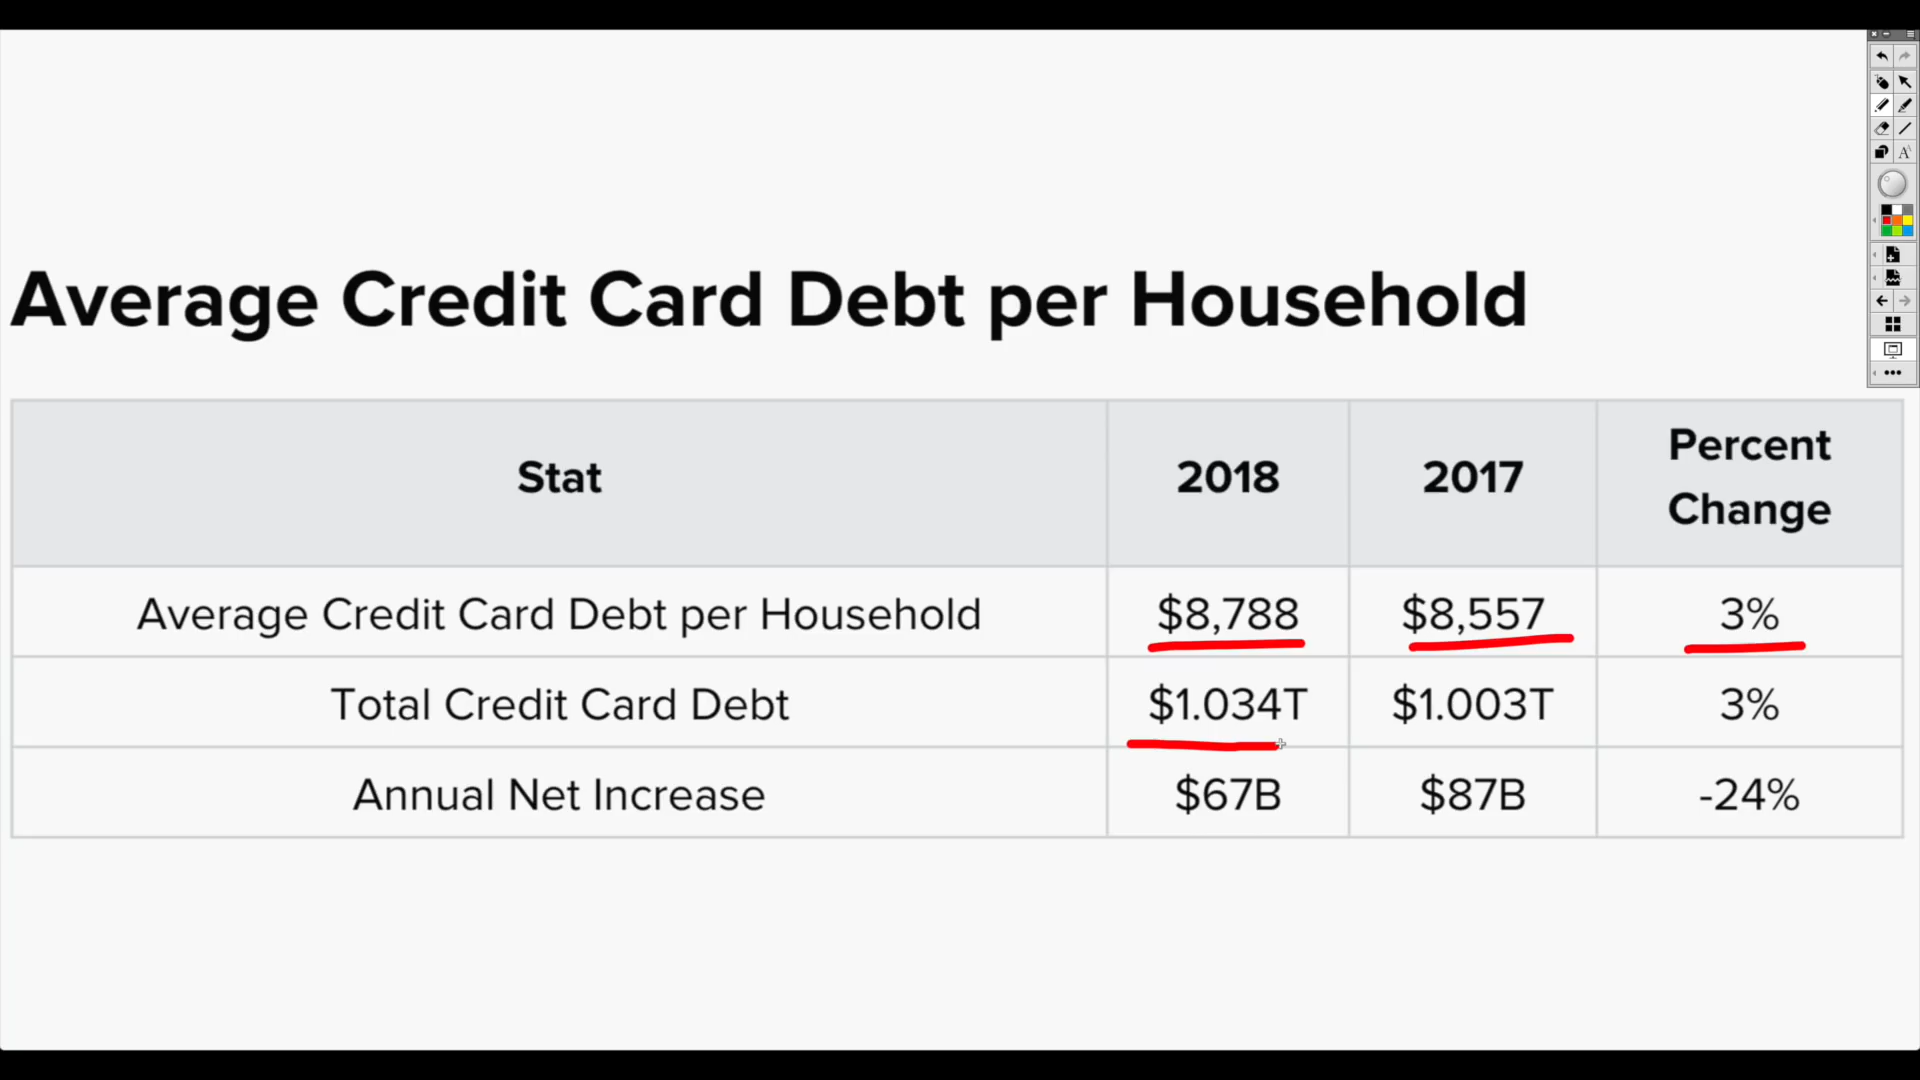 Average Credit Card Debt per Household
Stat 2018 2017 Percent Change
Average Credit Card Debt per Household $8,788 $8,557 3%
Total Credit Card Debt $1.034T $1.003T 3%
Annual Net Increase $67B $87B -24%